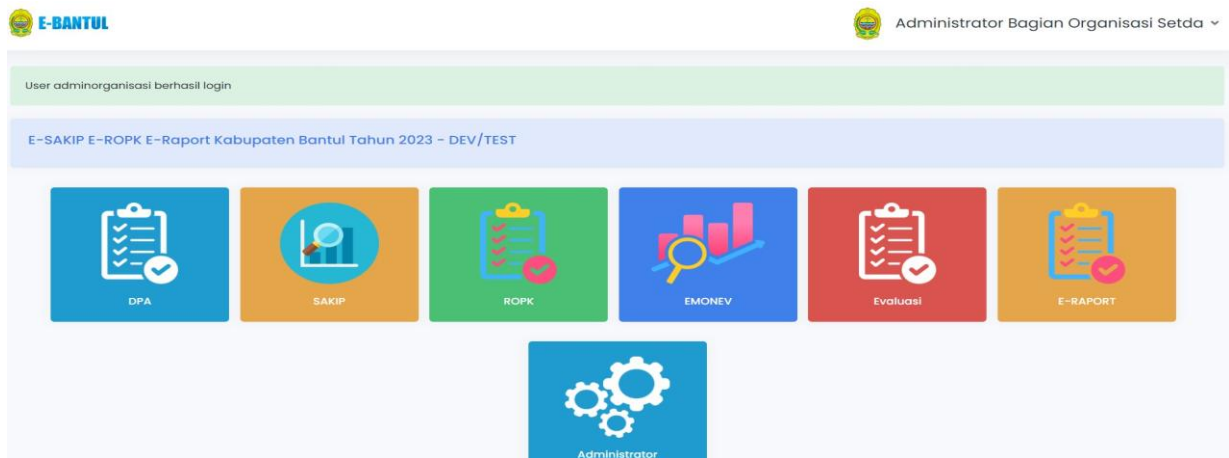 E-BANTUL
Administrator Bagian Organisasi Setda
User adminorganisasi berhasil login
E-SAKIP E-ROPK E-Raport Kabupaten Bantul Tahun 2023 - DEV/TEST
DPA
SAKIP
ROPK
EMONEV
Evaluasi
E-RAPORT
Administrator